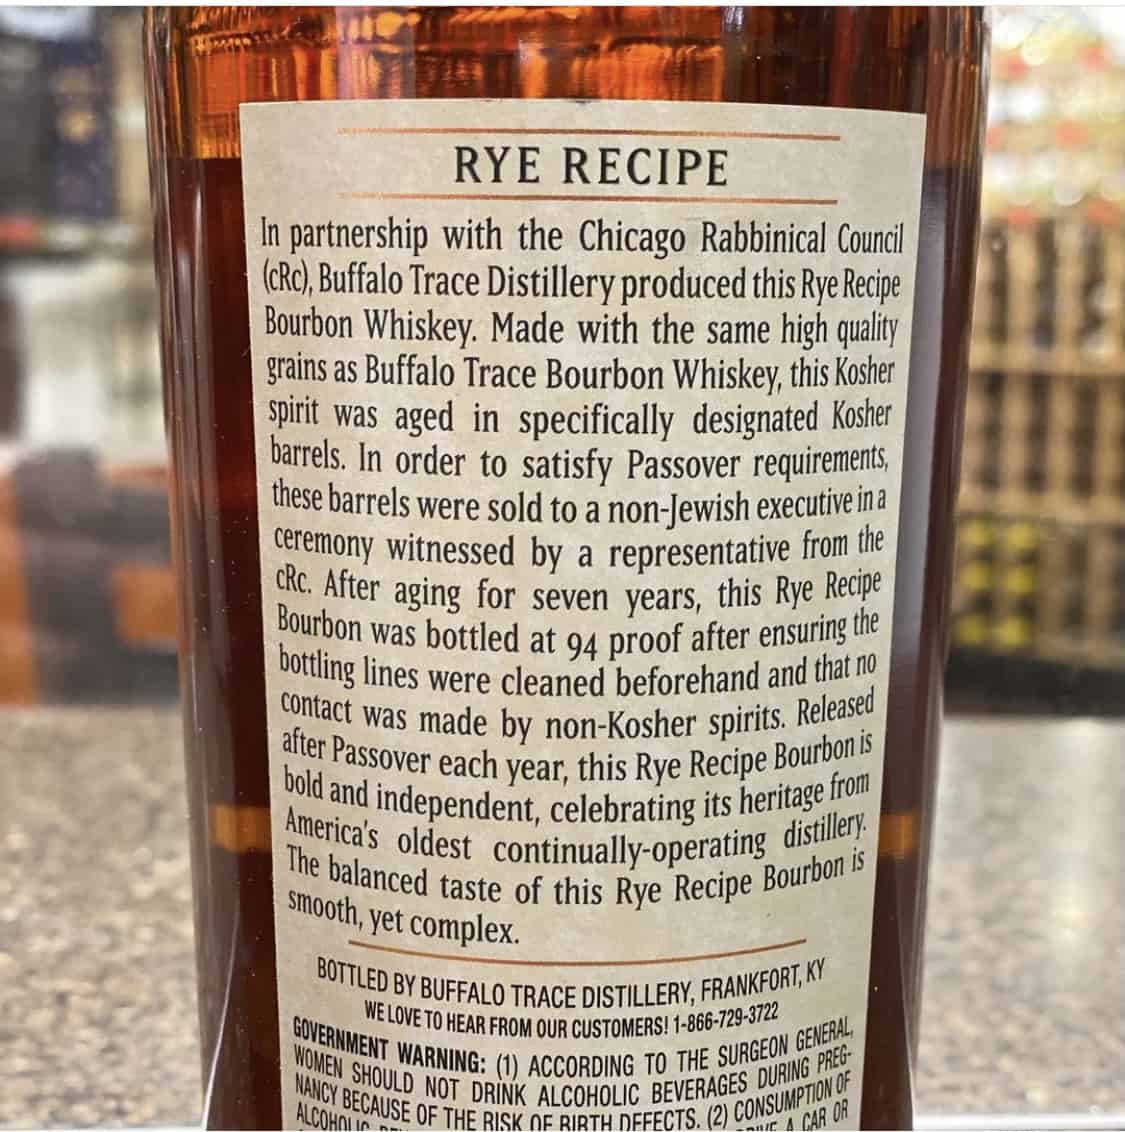 RYE RECIPE
In partnership with the Chicago Rabbinical Council
(cRc), Buffalo Trace Distillery produced this Rye Recipe
Bourbon Whiskey. Made with the same high quality
grains as Buffalo Trace Bourbon Whiskey, this Kosher
spirit was aged in specifically designated Kosher
barrels. In order to satisfy Passover requirements,
these barrels were sold to a non-Jewish executive in a
ceremony witnessed by a representative from the
cRc. After aging for seven years, this Rye Recipe
Bourbon was bottled at 94 proof after ensuring the
bottling lines were cleaned beforehand and that no
contact was made by non-Kosher spirits. Released
after Passover each year, this Rye Recipe Bourbon is
bold and independent, celebrating its heritage from
America's oldest continually-operating distillery.
The balanced taste of this Rye Recipe Bourbon is
smooth, yet complex.
BOTTLED BY BUFFALO TRACE DISTILLERY, FRANKFORT, KY
WE LOVE TO HEAR FROM OUR CUSTOMERS! 1-866-729-3722
GOVERNMENT WARNING: (1) ACCORDING TO THE SURGEON GENERAL,
WOMEN SHOULD NOT DRINK ALCOHOLIC BEVERAGES DURING PREG-
NANCY BECAUSE OF THE RISK OF BIRTH DEFECTS. (2) CONSUMPTION OF
ALCOHOLIC A CAR OR